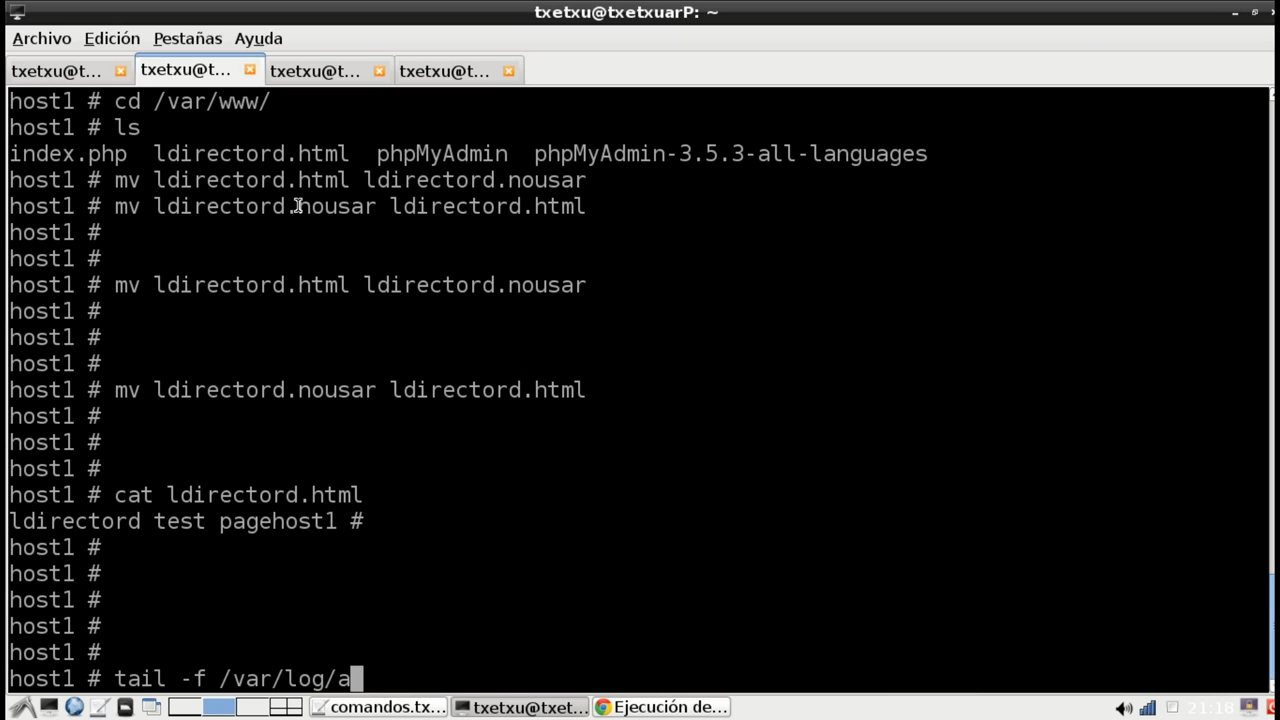 txetxu@txetxuarP: ~
Archivo Edición Pestañas Ayuda
txetxu@t... txetxu@t... txetxu@t... txetxu@t...
host1 # cd /var/www/
host1 # ls
index.php ldirectord.html phpMyAdmin phpMyAdmin-3.5.3-all-languages
host1 # mv ldirectord.html ldirectord.nousar
host1 # mv ldirectord.nousar ldirectord.html
host1 #
host1 #
host1 # mv ldirectord.html ldirectord.nousar
host1 #
host1 #
host1 #
host1 # mv ldirectord.nousar ldirectord.html
host1 #
host1 #
host1 #
host1 # cat ldirectord.html
ldirectord test pagehost1 #
host1 #
host1 #
host1 #
host1 #
host1 #
host1 # tail -f /var/log/a
comandos.tx... txetxu@txet... Ejecución de... 21:18